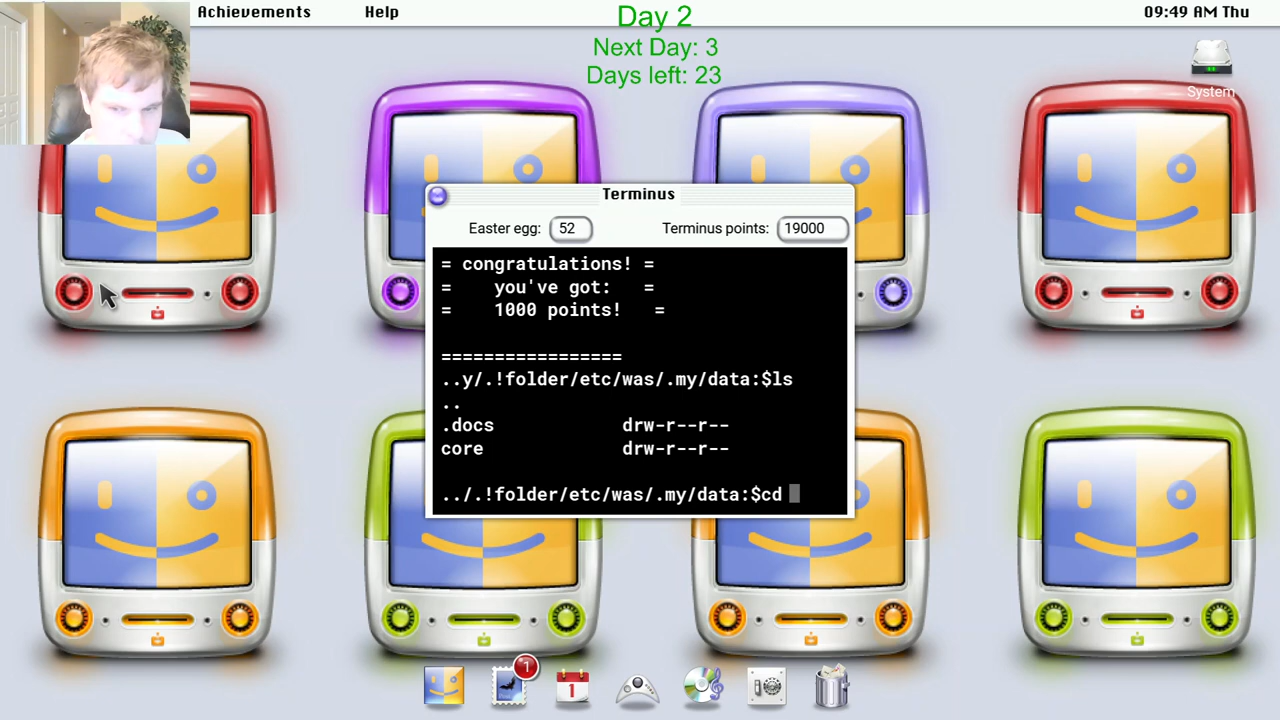 Achievements Help
Day 2
09:49 AM Thu
Next Day: 3
Days left: 23
System
Terminus
Easter egg: 52 Terminus points: 19000
= congratulations! =
= you've got: =
= 1000 points! =
=================
..y/.!folder/etc/was/.my/data:$ls
..
.docs drw-r--r--
core drw-r--r--
../.!folder/etc/was/.my/data:$cd
1
1